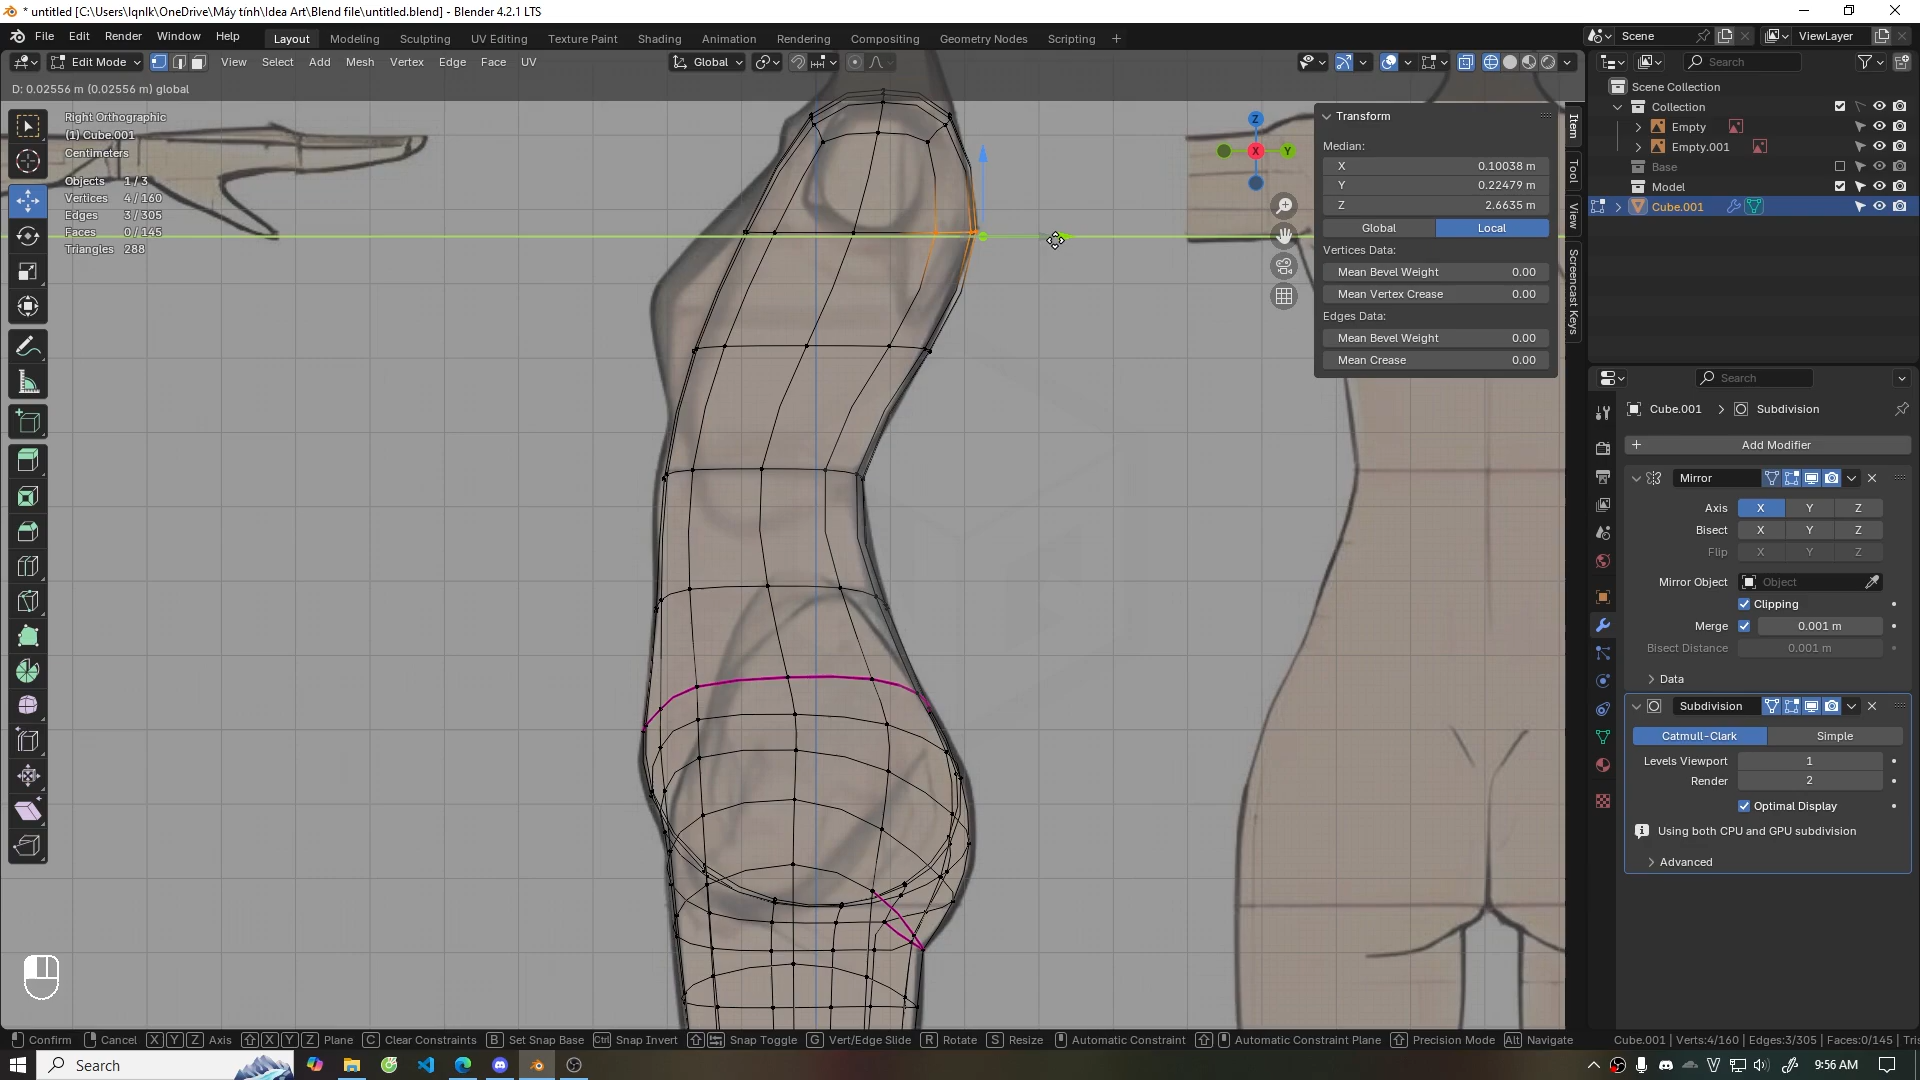 * untitled [C:\Users\lqnlk\OneDrive\Máy tính\Idea Art\Blend file\untitled.blend] - Blender 4.2.1 LTS
File Edit Render Window Help
Layout Modeling Sculpting UV Editing Texture Paint Shading Animation Rendering Compositing Geometry Nodes Scripting +
Scene
ViewLayer
Edit Mode View Select Add Mesh Vertex Edge Face UV
Global
Search
D: 0.02556 m (0.02556 m) global
Right Orthographic
(1) Cube.001
Centimeters
Objects 1 / 3
Vertices 4 / 160
Edges 3 / 305
Faces 0 / 145
Triangles 288
Z
X
Y
Transform
Median:
X 0.10038 m
Y 0.22479 m
Z 2.6635 m
Global Local
Vertices Data:
Mean Bevel Weight 0.00
Mean Vertex Crease 0.00
Edges Data:
Mean Bevel Weight 0.00
Mean Crease 0.00
Item
Tool
View
Screencast Keys
Scene Collection
Collection
Empty
Empty.001
Base
Model
Cube.001
Search
Cube.001 > Subdivision
+ Add Modifier
Mirror
Axis X Y Z
Bisect X Y Z
Flip X Y Z
Mirror Object Object
Clipping
Merge 0.001 m
Bisect Distance 0.001 m
Data
Subdivision
Catmull-Clark Simple
Levels Viewport 1
Render 2
Optimal Display
Using both CPU and GPU subdivision
Advanced
Confirm Cancel X Y Z Axis X Y Z Plane C Clear Constraints B Set Snap Base Ctrl Snap Invert Snap Toggle G Vert/Edge Slide R Rotate S Resize Automatic Constraint Automatic Constraint Plane Precision Mode Alt Navigate
Cube.001 | Verts:4/160 | Edges:3/305 | Faces:0/145 | Tri
Search
9:56 AM